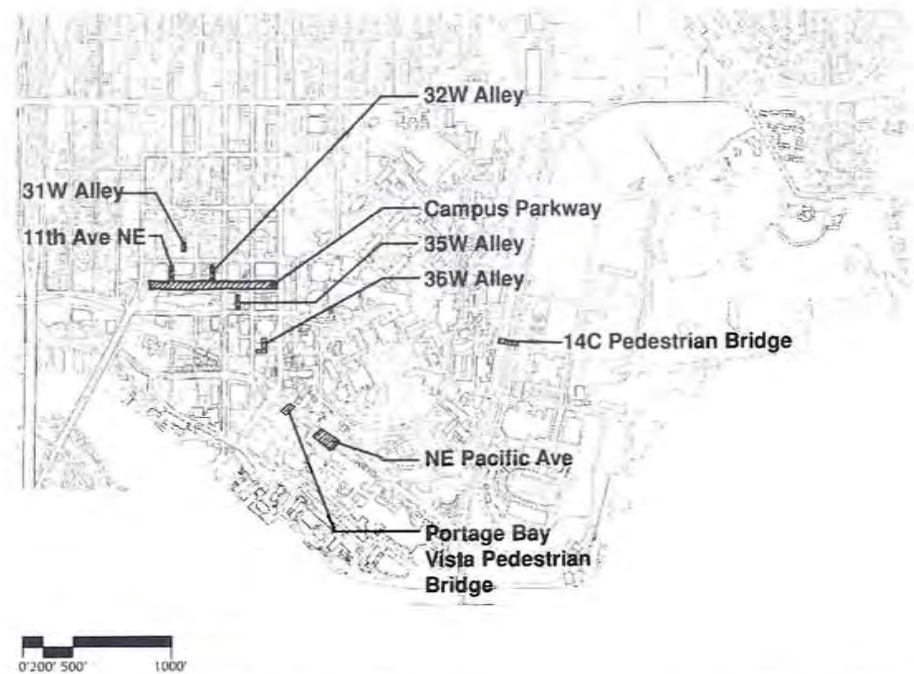 32W Alley
31W Alley
Campus Parkway
11th Ave NE
35W Alley
36W Alley
14C Pedestrian Bridge
NE Pacific Ave
Portage Bay
Vista Pedestrian
Bridge
0'200' 500' 1000'